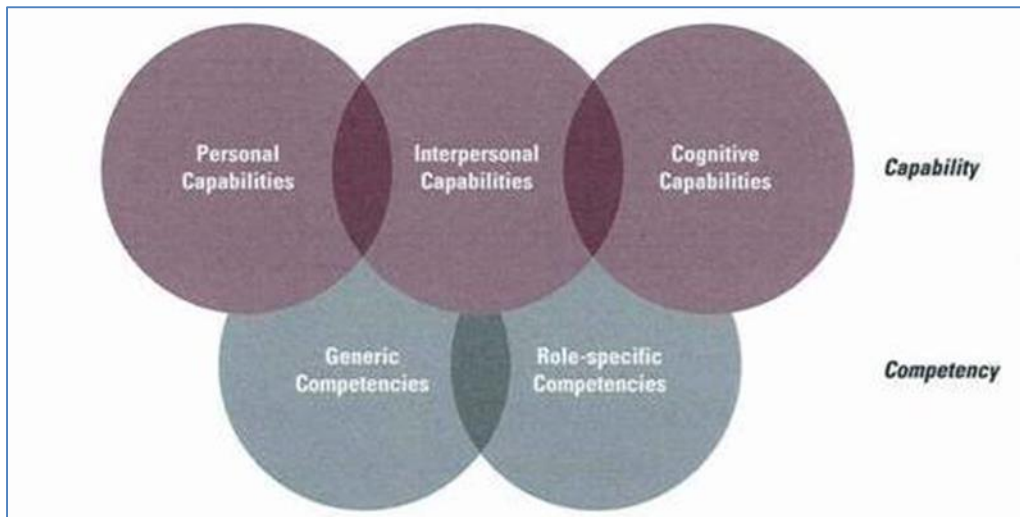 Personal
Capabilities
Interpersonal
Capabilities
Cognitive
Capabilities
Capability
Generic
Competencies
Role-specific
Competencies
Competency